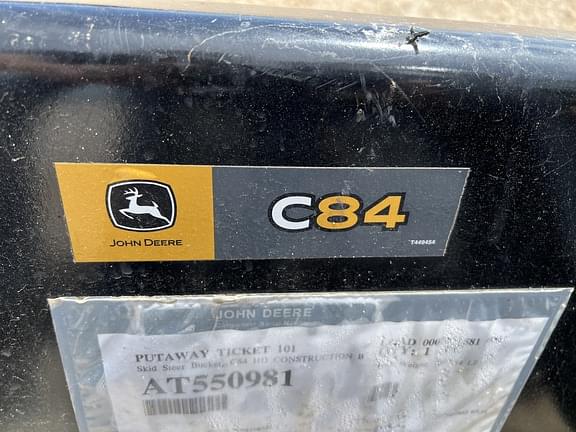 JOHN DEERE
C84
T449454
JOHN DEERE
PUTAWAY TICKET 101
Skid Steer Bucket, C84 HD CONSTRUCTION B
QTY: 1
AT550981